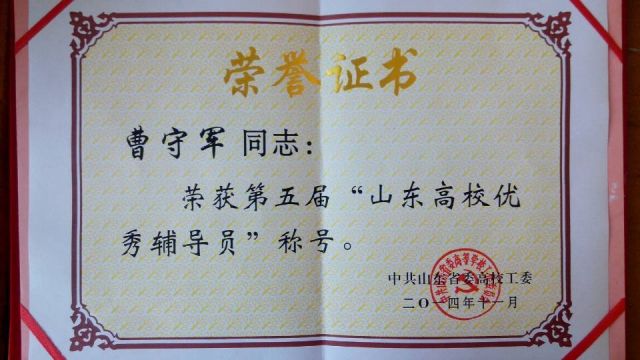 荣誉证书
曹守军 同志：
荣获第五届“山东高校优
秀辅导员”称号。
中共山东省委高校工委
二〇一四年十一月